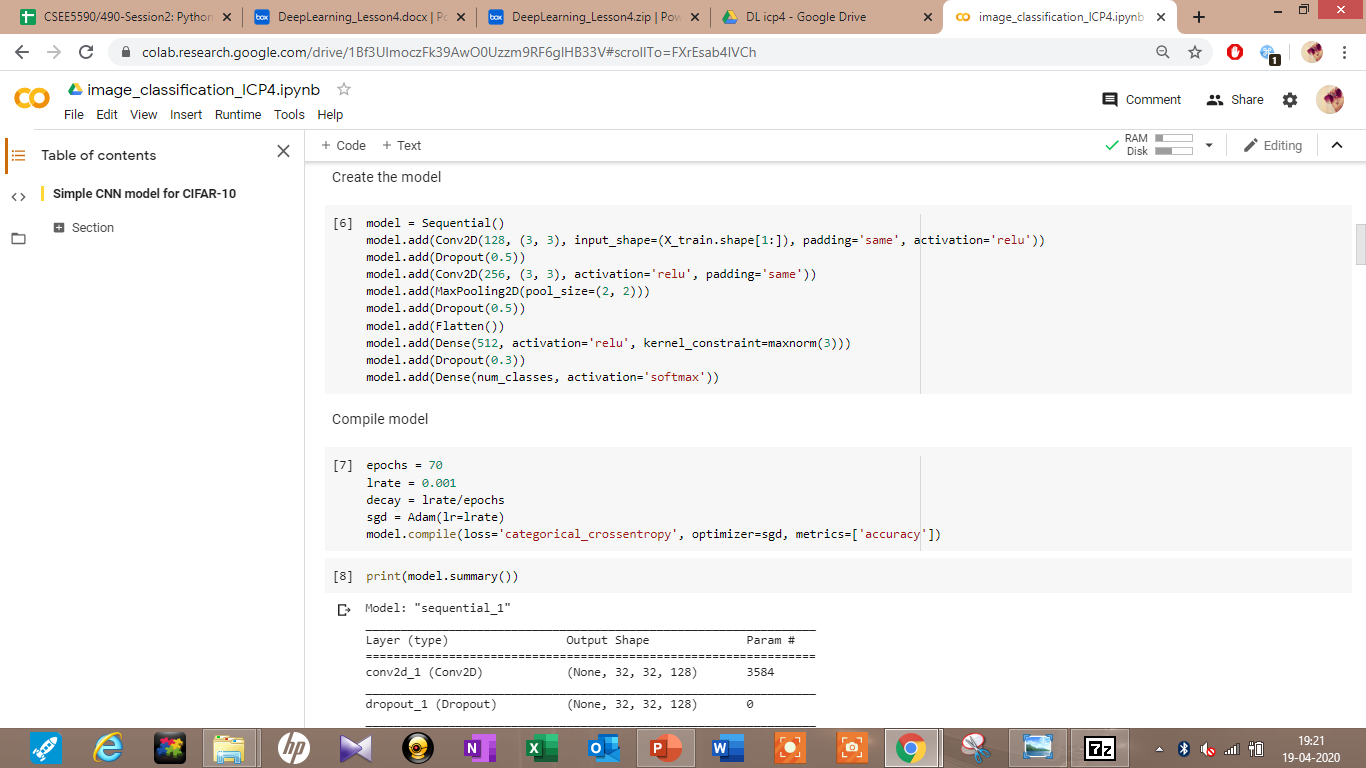 CSEE5590/490-Session2: Python
DeepLearning_Lesson4.docx | Po
DeepLearning_Lesson4.zip | Pow
DL icp4 - Google Drive
image_classification_ICP4.ipynb
colab.research.google.com/drive/1Bf3UImoczFk39AwO0Uzzm9RF6glHB33V#scrollTo=FXrEsab4IVCh
1
image_classification_ICP4.ipynb
File Edit View Insert Runtime Tools Help
Comment
Share
Table of contents
Simple CNN model for CIFAR-10
Section
+ Code + Text
RAM
Disk
Editing
Create the model
[6] model = Sequential()
model.add(Conv2D(128, (3, 3), input_shape=(X_train.shape[1:]), padding='same', activation='relu'))
model.add(Dropout(0.5))
model.add(Conv2D(256, (3, 3), activation='relu', padding='same'))
model.add(MaxPooling2D(pool_size=(2, 2)))
model.add(Dropout(0.5))
model.add(Flatten())
model.add(Dense(512, activation='relu', kernel_constraint=maxnorm(3)))
model.add(Dropout(0.3))
model.add(Dense(num_classes, activation='softmax'))
Compile model
[7] epochs = 70
lrate = 0.001
decay = lrate/epochs
sgd = Adam(lr=lrate)
model.compile(loss='categorical_crossentropy', optimizer=sgd, metrics=['accuracy'])
[8] print(model.summary())
Model: "sequential_1"
Layer (type) Output Shape Param #
=================================================================
conv2d_1 (Conv2D) (None, 32, 32, 128) 3584
dropout_1 (Dropout) (None, 32, 32, 128) 0
hp
N
X
O
P
W
7z
19:21
19-04-2020